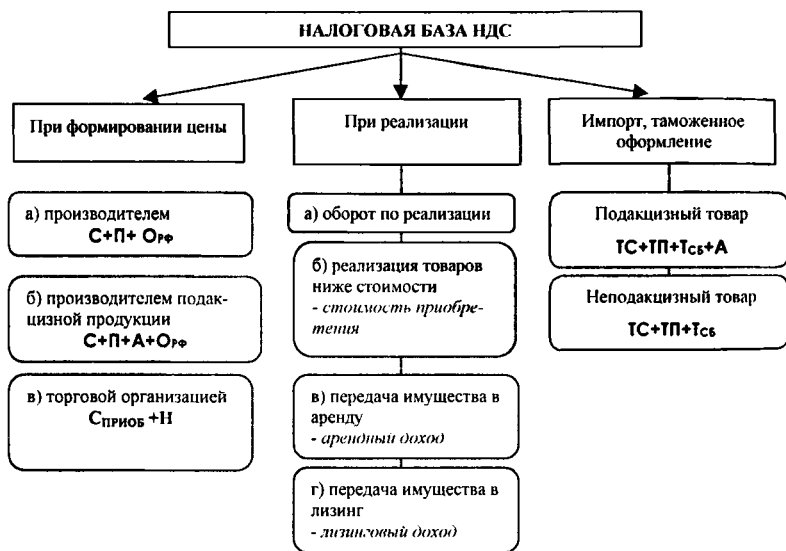 НАЛОГОВАЯ БАЗА НДС
При формировании цены
а) производителем
С+П+ ОРФ
б) производителем подак-
цизной продукции
С+П+А+ОРФ
в) торговой организацией
СПРИОБ +Н
При реализации
а) оборот по реализации
б) реализация товаров
ниже стоимости
- стоимость приобре-
тения
в) передача имущества в
аренду
- арендный доход
г) передача имущества в
лизинг
- лизинговый доход
Импорт, таможенное
оформление
Подакцизный товар
ТС+ТП+ТСБ+А
Неподакцизный товар
ТС+ТП+ТСБ